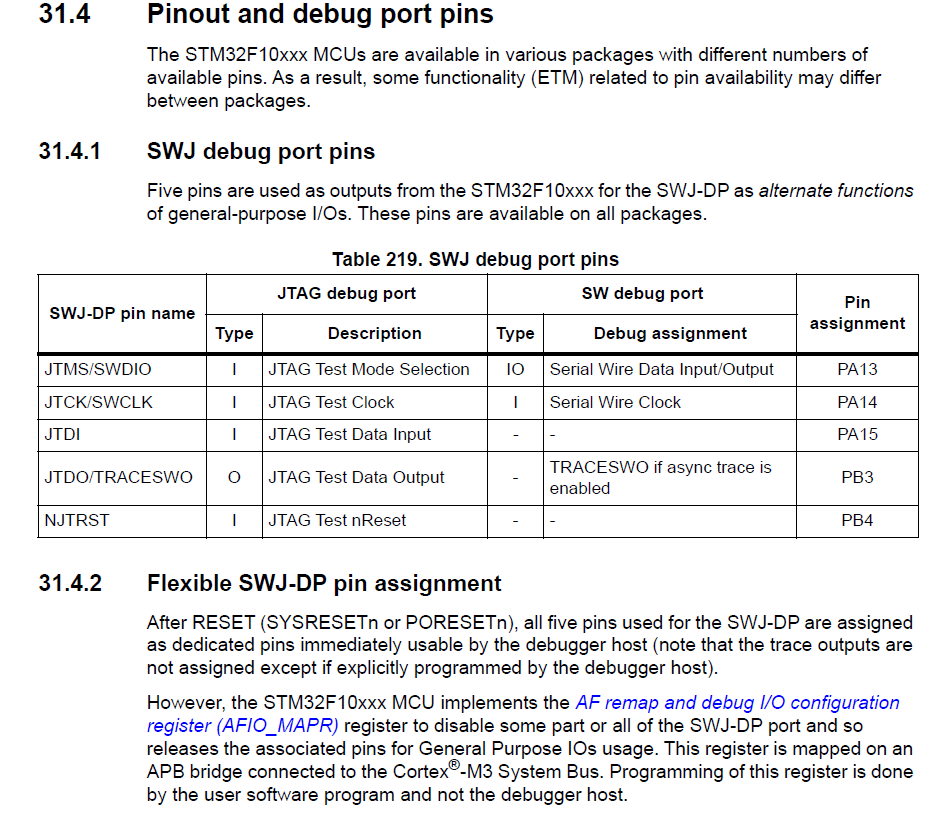 31.4 Pinout and debug port pins
The STM32F10xxx MCUs are available in various packages with different numbers of
available pins. As a result, some functionality (ETM) related to pin availability may differ
between packages.
31.4.1 SWJ debug port pins
Five pins are used as outputs from the STM32F10xxx for the SWJ-DP as alternate functions
of general-purpose I/Os. These pins are available on all packages.
Table 219. SWJ debug port pins
SWJ-DP pin name JTAG debug port SW debug port Pin assignment
Type Description Type Debug assignment
JTMS/SWDIO I JTAG Test Mode Selection IO Serial Wire Data Input/Output PA13
JTCK/SWCLK I JTAG Test Clock I Serial Wire Clock PA14
JTDI I JTAG Test Data Input - - PA15
JTDO/TRACESWO O JTAG Test Data Output - TRACESWO if async trace is enabled PB3
NJTRST I JTAG Test nReset - - PB4
31.4.2 Flexible SWJ-DP pin assignment
After RESET (SYSRESETn or PORESETn), all five pins used for the SWJ-DP are assigned
as dedicated pins immediately usable by the debugger host (note that the trace outputs are
not assigned except if explicitly programmed by the debugger host).
However, the STM32F10xxx MCU implements the AF remap and debug I/O configuration
register (AFIO_MAPR) register to disable some part or all of the SWJ-DP port and so
releases the associated pins for General Purpose IOs usage. This register is mapped on an
APB bridge connected to the Cortex®-M3 System Bus. Programming of this register is done
by the user software program and not the debugger host.